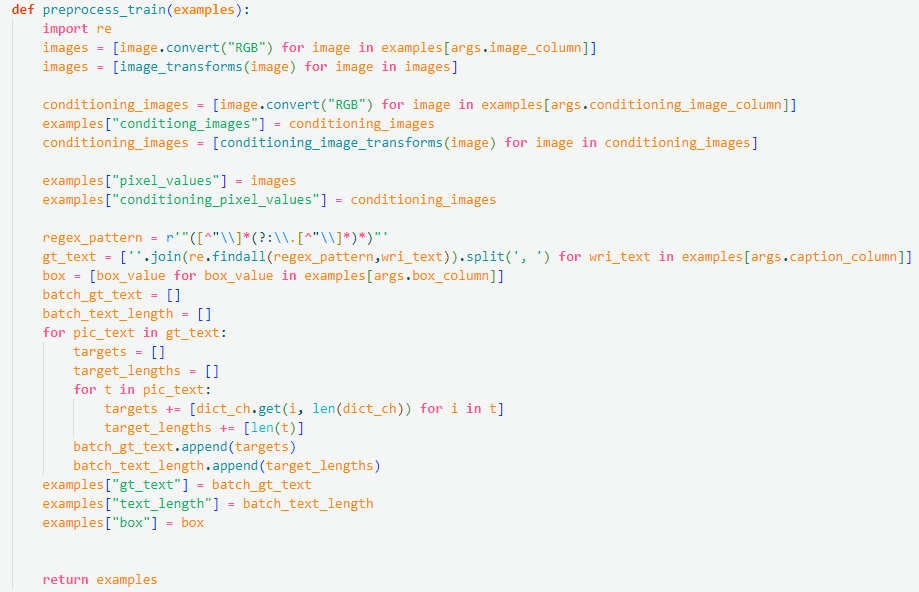 def preprocess_train(examples):
    import re
    images = [image.convert("RGB") for image in examples[args.image_column]]
    images = [image_transforms(image) for image in images]

    conditioning_images = [image.convert("RGB") for image in examples[args.conditioning_image_column]]
    examples["conditiong_images"] = conditioning_images
    conditioning_images = [conditioning_image_transforms(image) for image in conditioning_images]

    examples["pixel_values"] = images
    examples["conditioning_pixel_values"] = conditioning_images

    regex_pattern = r'"([^"\\]*(?:\\.[^"\\]*)*)"'
    gt_text = [''.join(re.findall(regex_pattern,wri_text)).split(', ') for wri_text in examples[args.caption_column]]
    box = [box_value for box_value in examples[args.box_column]]
    batch_gt_text = []
    batch_text_length = []
    for pic_text in gt_text:
        targets = []
        target_lengths = []
        for t in pic_text:
            targets += [dict_ch.get(i, len(dict_ch)) for i in t]
            target_lengths += [len(t)]
        batch_gt_text.append(targets)
        batch_text_length.append(target_lengths)
    examples["gt_text"] = batch_gt_text
    examples["text_length"] = batch_text_length
    examples["box"] = box

    return examples